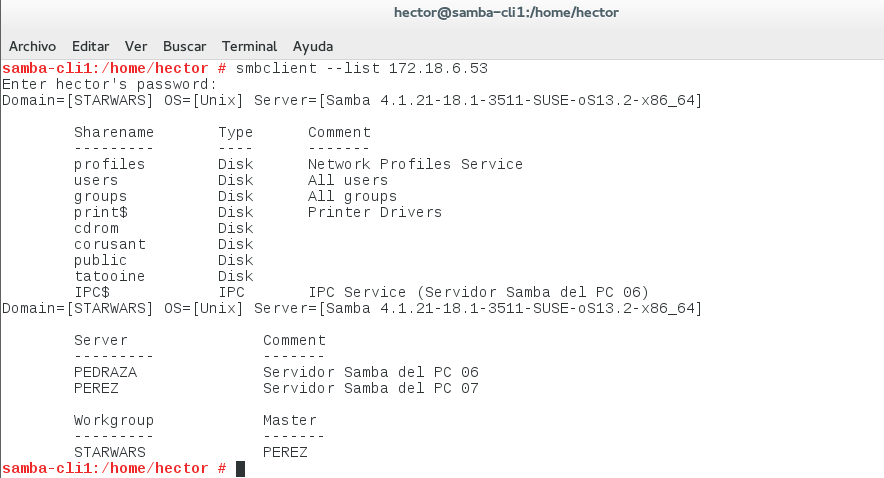 hector@samba-cli1:/home/hector
Archivo Editar Ver Buscar Terminal Ayuda
samba-cli1:/home/hector # smbclient --list 172.18.6.53
Enter hector's password:
Domain=[STARWARS] OS=[Unix] Server=[Samba 4.1.21-18.1-3511-SUSE-oS13.2-x86_64]
Sharename Type Comment
--------- ---- -------
profiles Disk Network Profiles Service
users Disk All users
groups Disk All groups
print$ Disk Printer Drivers
cdrom Disk
corusant Disk
public Disk
tatooine Disk
IPC$ IPC IPC Service (Servidor Samba del PC 06)
Domain=[STARWARS] OS=[Unix] Server=[Samba 4.1.21-18.1-3511-SUSE-oS13.2-x86_64]
Server Comment
--------- -------
PEDRAZA Servidor Samba del PC 06
PEREZ Servidor Samba del PC 07
Workgroup Master
--------- -------
STARWARS PEREZ
samba-cli1:/home/hector #